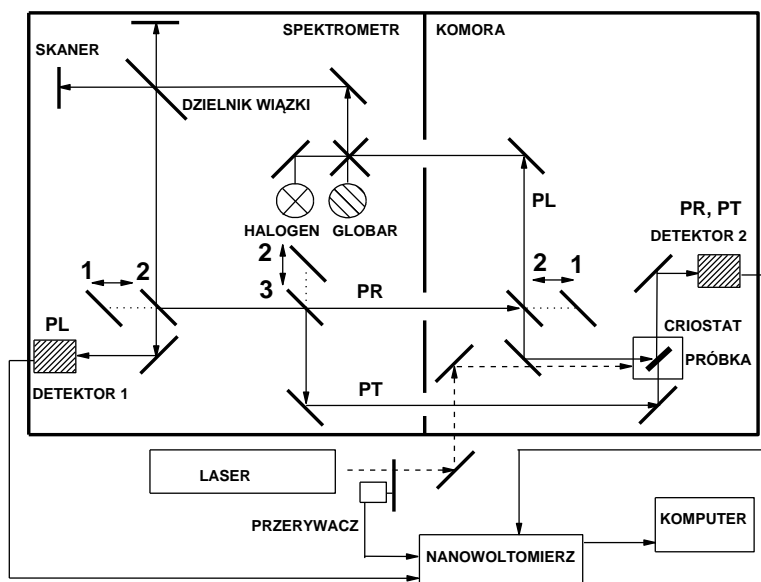 SPEKTROMETR
KOMORA
SKANER
DZIELNIK WIĄZKI
PL
HALOGEN
GLOBAR
PR, PT
DETEKTOR 2
1
2
2
3
PR
2
1
PL
DETEKTOR 1
CRIOSTAT
PRÓBKA
PT
LASER
PRZERYWACZ
NANOWOLTOMIERZ
KOMPUTER